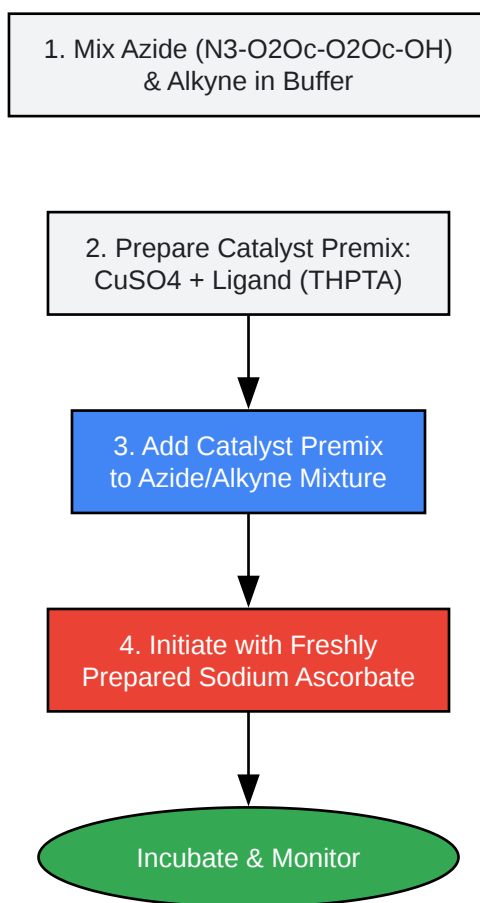 1. Mix Azide (N3-O2Oc-O2Oc-OH)
& Alkyne in Buffer
2. Prepare Catalyst Premix:
CuSO4 + Ligand (THPTA)
3. Add Catalyst Premix
to Azide/Alkyne Mixture
4. Initiate with Freshly
Prepared Sodium Ascorbate
Incubate & Monitor